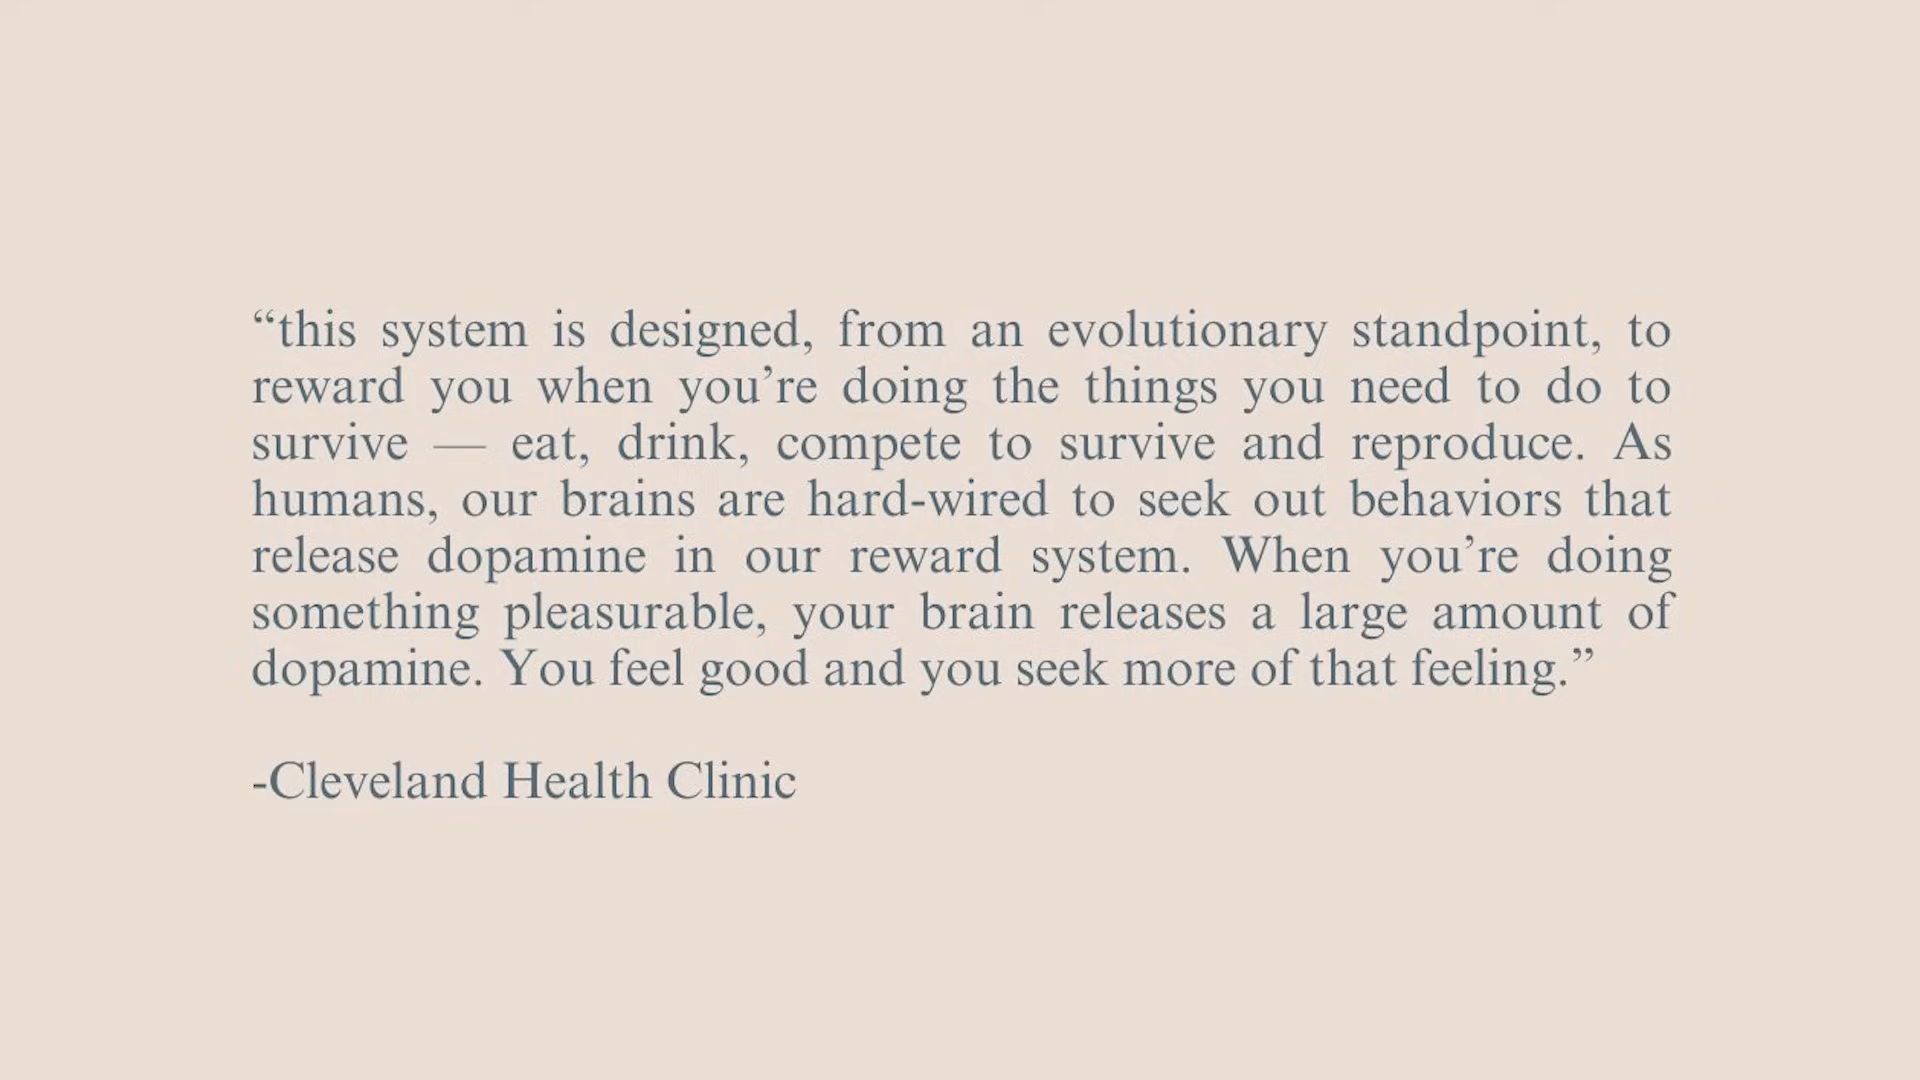 “this system is designed, from an evolutionary standpoint, to
reward you when you’re doing the things you need to do to
survive — eat, drink, compete to survive and reproduce. As
humans, our brains are hard-wired to seek out behaviors that
release dopamine in our reward system. When you’re doing
something pleasurable, your brain releases a large amount of
dopamine. You feel good and you seek more of that feeling.”
-Cleveland Health Clinic